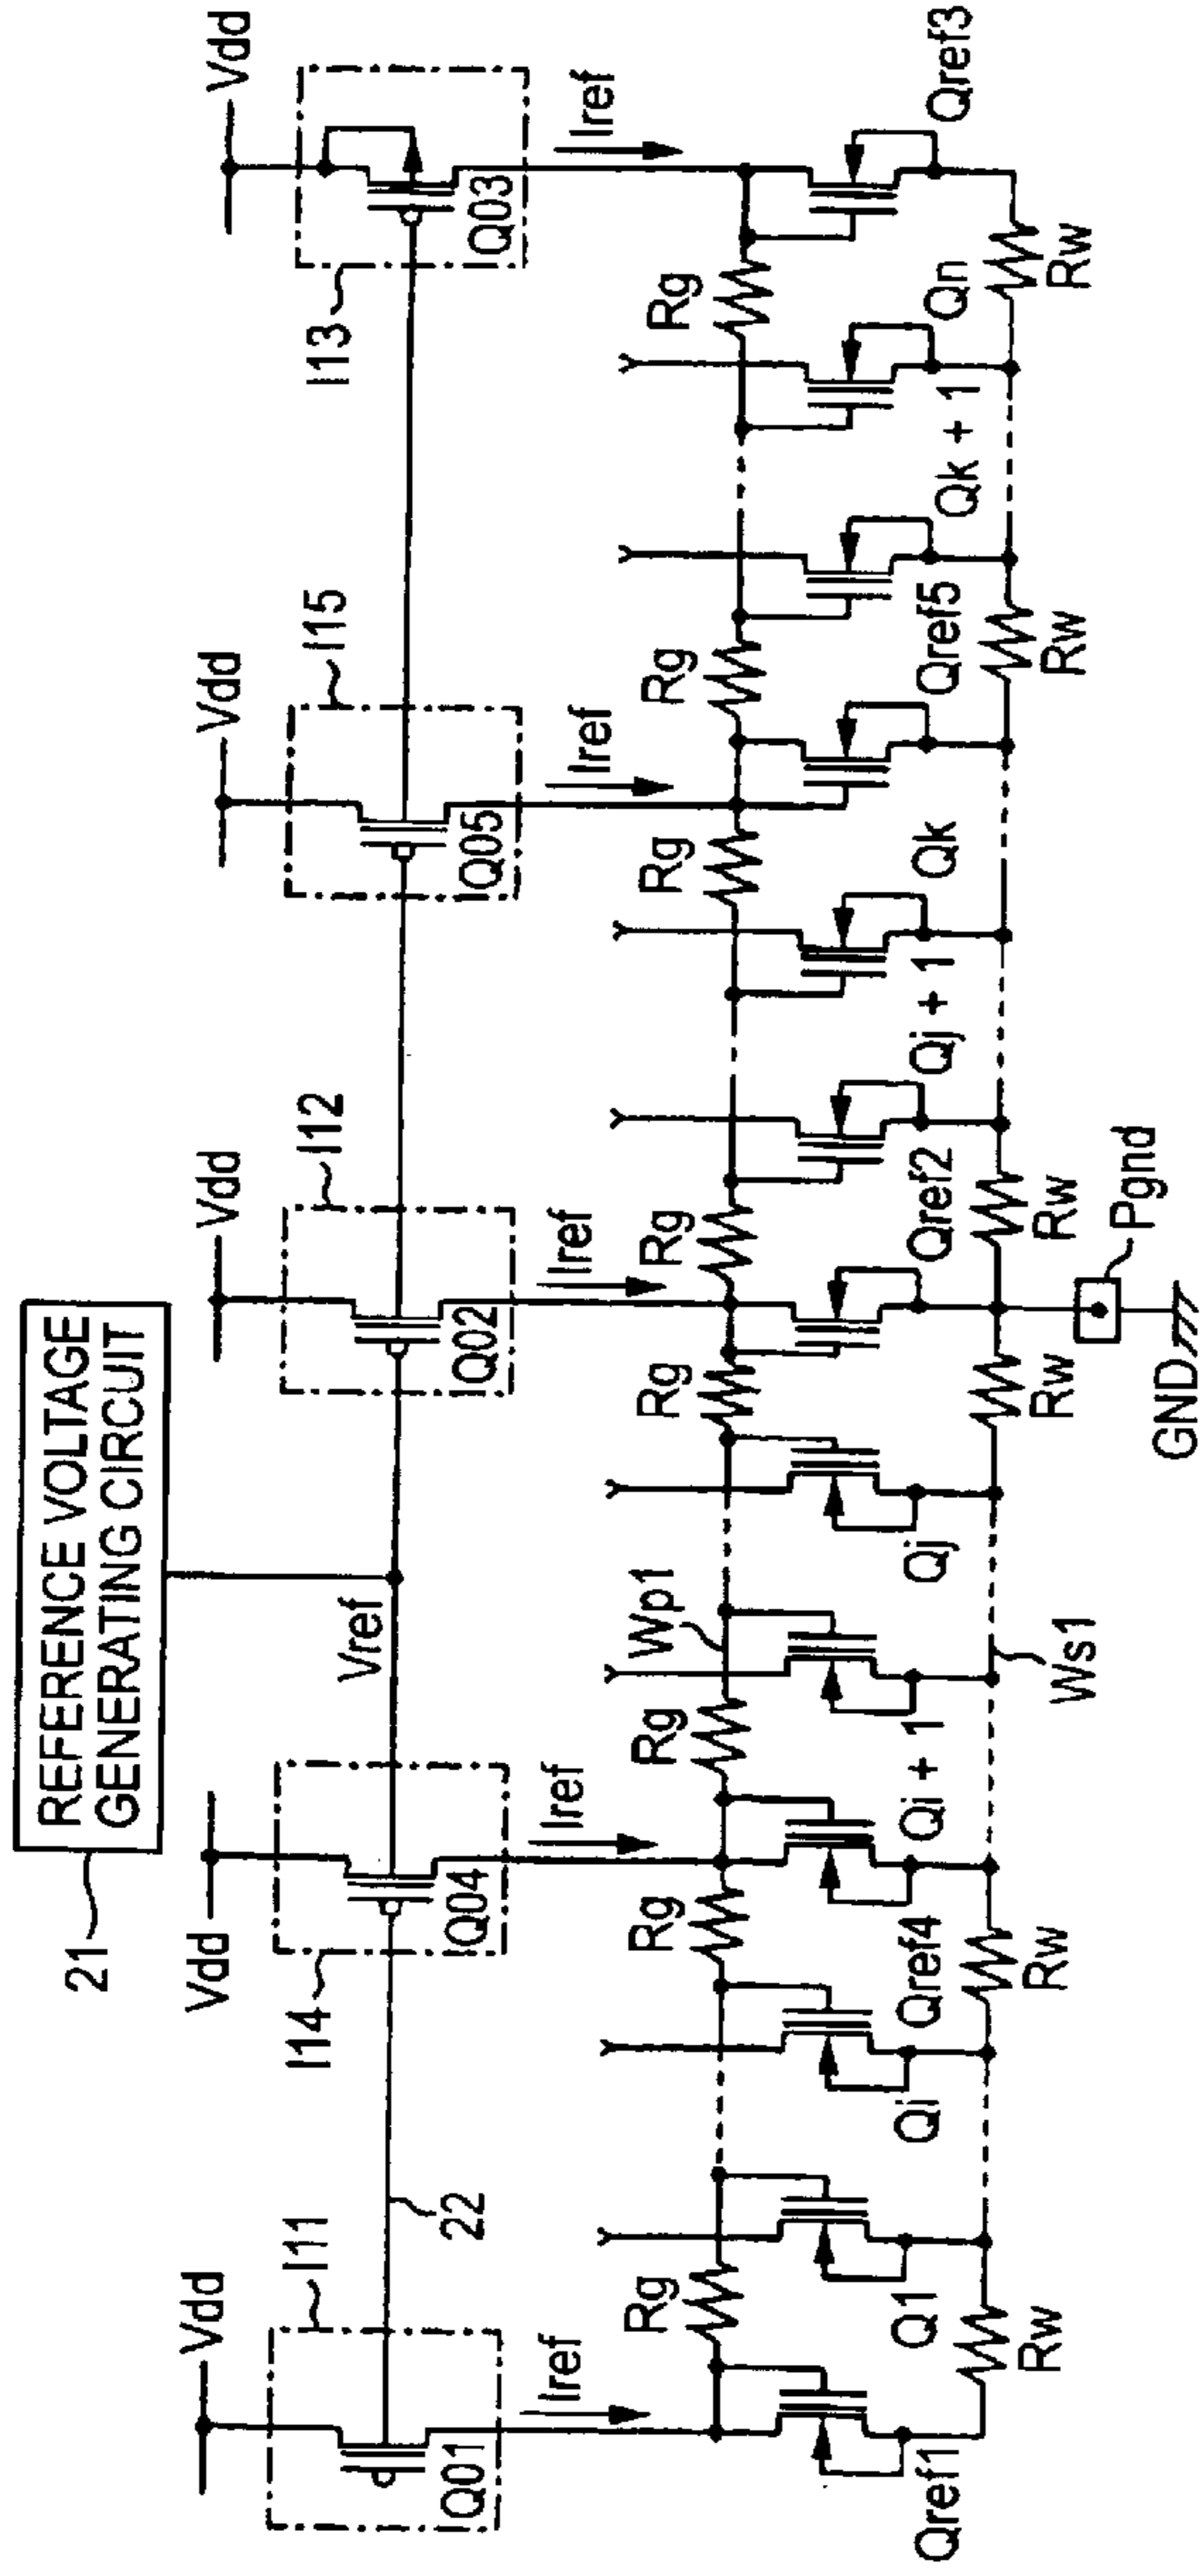 REFERENCE VOLTAGE
GENERATING CIRCUIT
21
Vdd
Vdd
Vdd
Vdd
Vdd
I11
I14
Vref
I12
I15
I13
Q01
Q04
Q02
Q05
Q03
22
Iref
Iref
Iref
Iref
Iref
Rg
Rg
Rg
Wp1
Rg
Rg
Rg
Rg
Rg
Qref1
Q1
Qi
Qref4
Qi + 1
Qj
Qref2
Qj + 1
Qk
Qref5
Qk + 1
Qn
Qref3
Rw
Rw
Ws1
Rw
Rw
Rw
Rw
Pgnd
GND